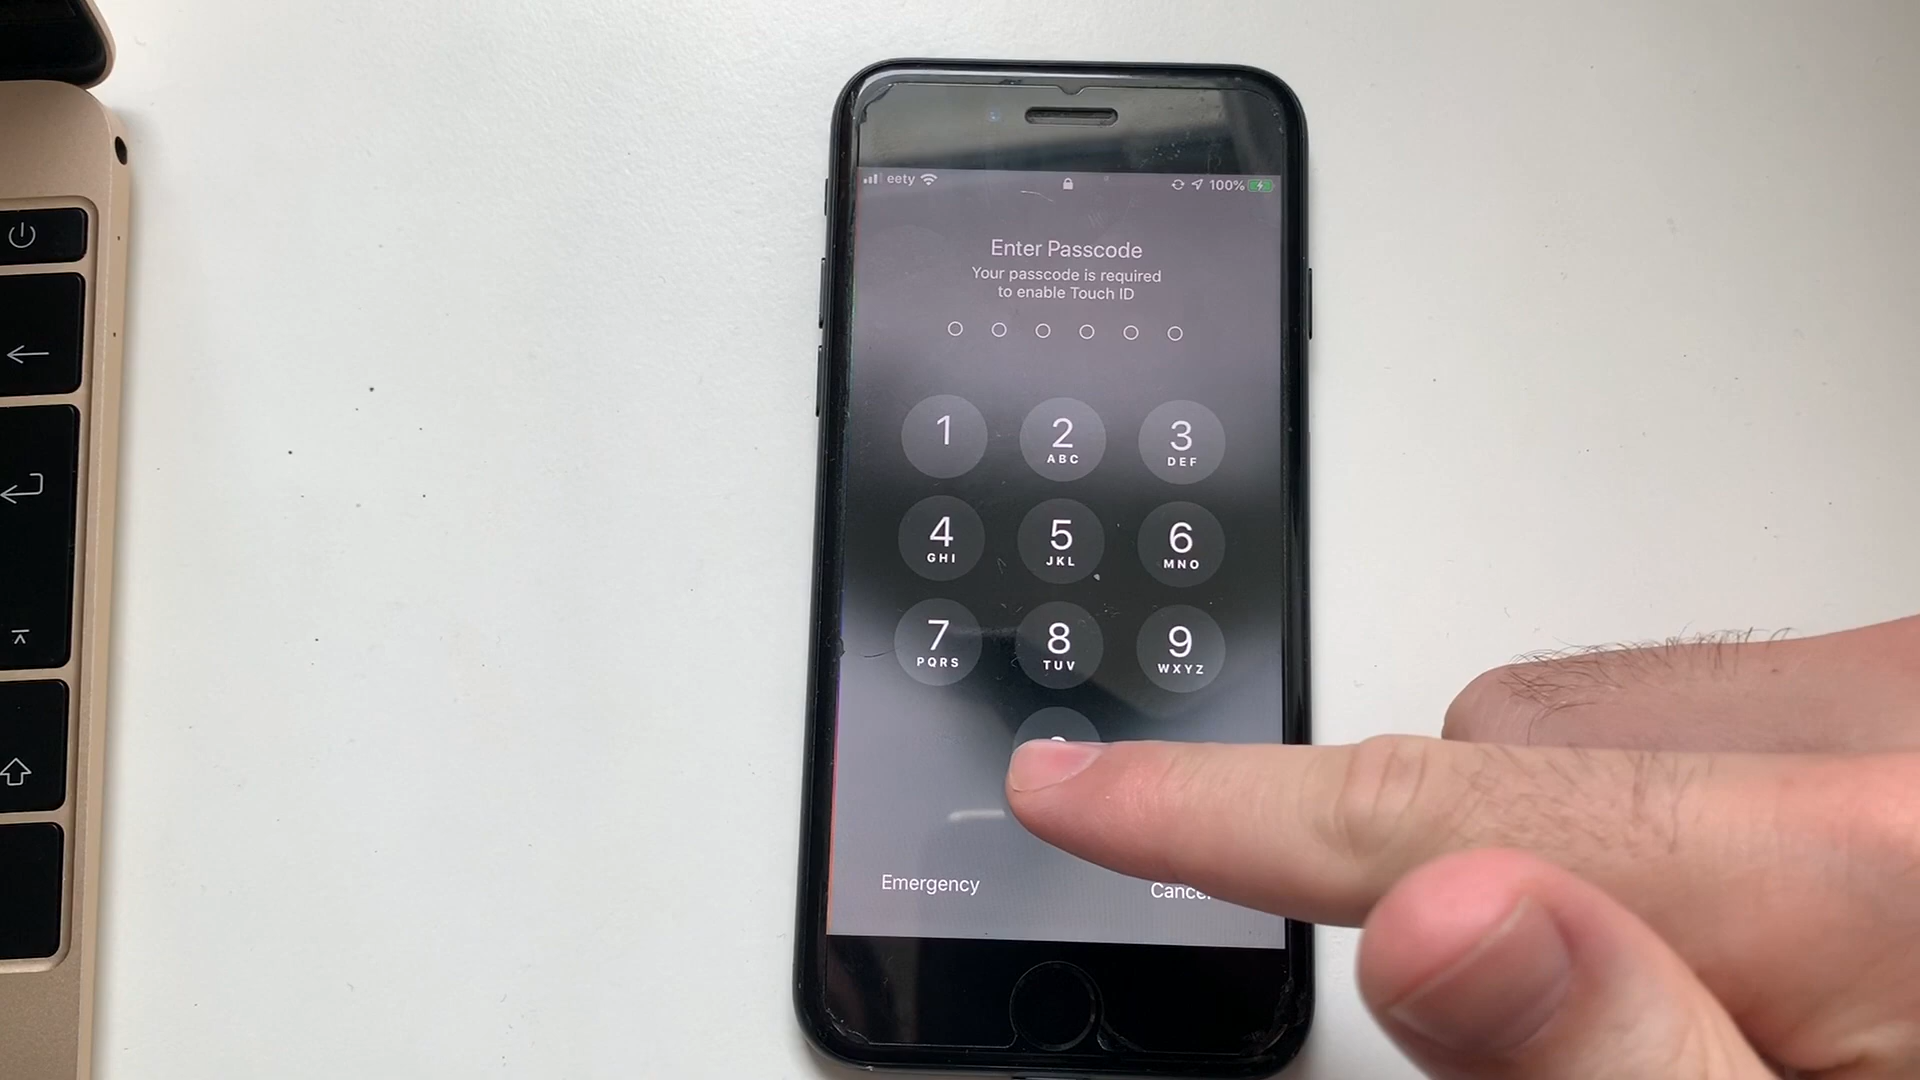 eety
100%
Enter Passcode
Your passcode is required
to enable Touch ID
1 2 3
ABC DEF
4 5 6
GHI JKL MNO
7 8 9
PQRS TUV WXYZ
Emergency Cancel